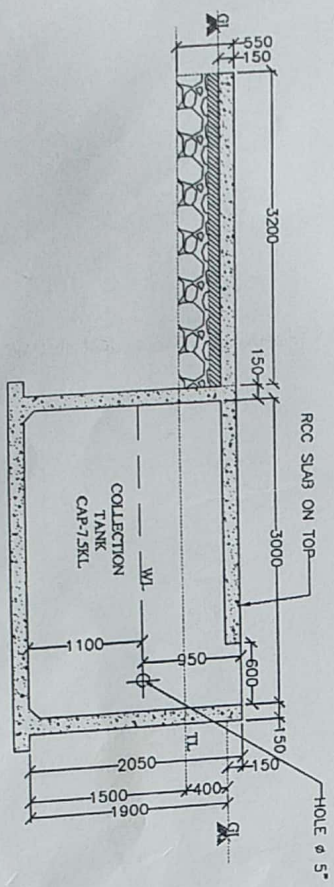 GL
550
150
3200
150
RCC SLAB ON TOP
3000
600
150
HOLE ø 5"
WL
COLLECTION
TANK
CAP-7.5KL
1100
950
TL
2050
1500
400
1900
150
GL